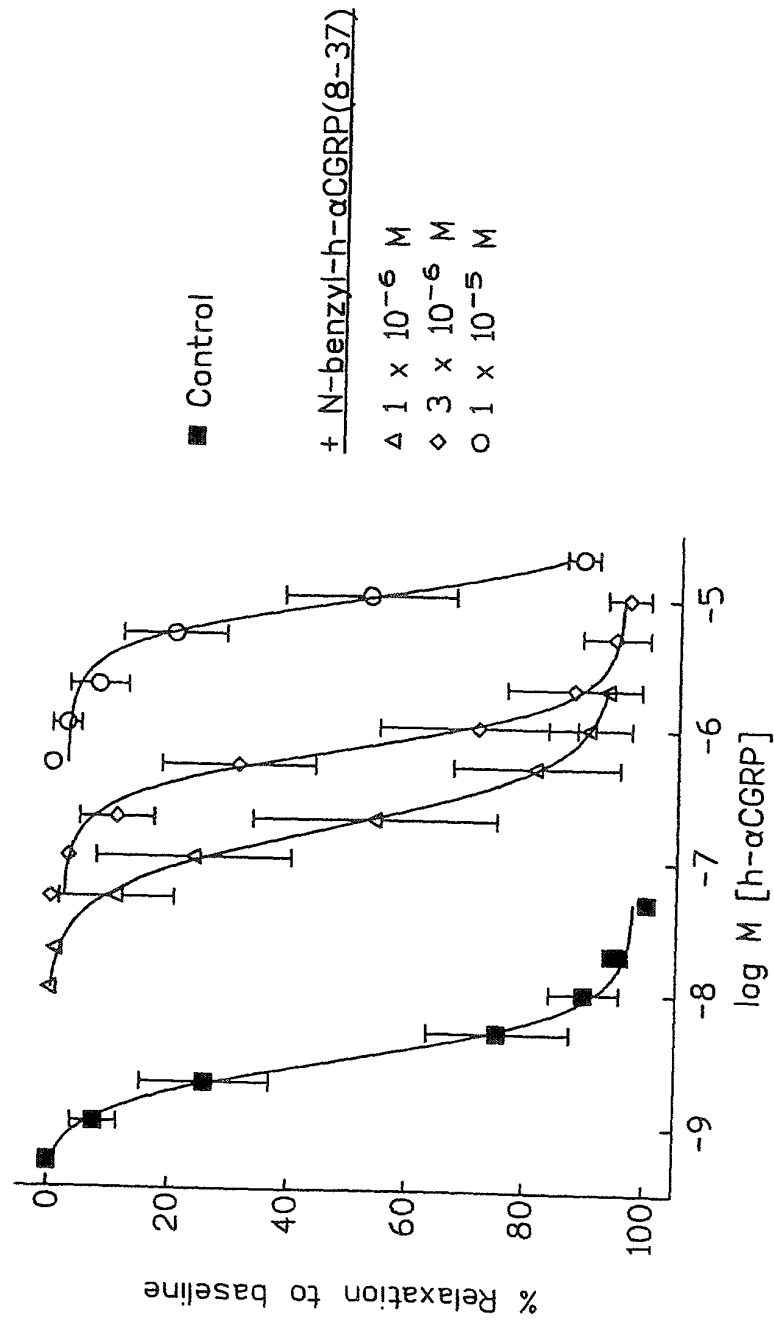 % Relaxation to baseline
0
20
40
60
80
100
-9
-8
-7
-6
-5
log M [h-αCGRP]
■ Control
+ N-benzyl-h-αCGRP(8-37)
△ 1 x 10⁻⁶ M
◇ 3 x 10⁻⁶ M
○ 1 x 10⁻⁵ M